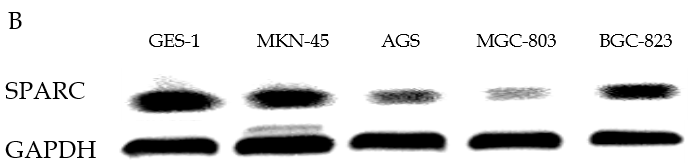 B
GES-1 MKN-45 AGS MGC-803 BGC-823
SPARC
GAPDH